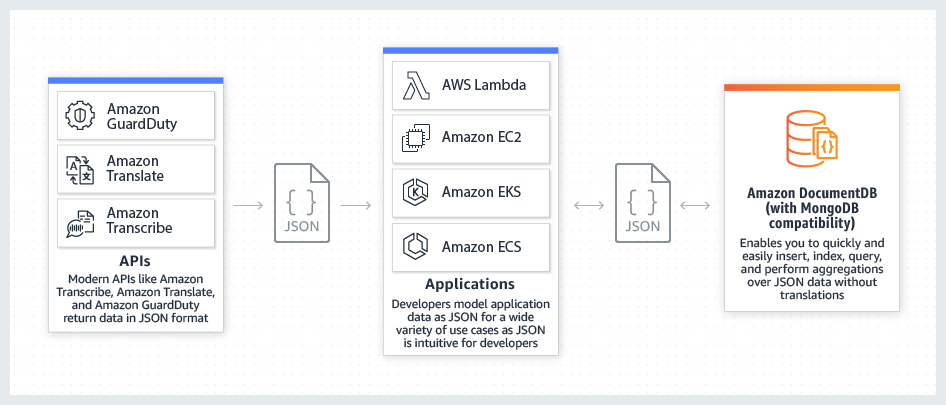 Amazon
GuardDuty
Amazon
Translate
Amazon
Transcribe
APIs
Modern APIs like Amazon
Transcribe, Amazon Translate,
and Amazon GuardDuty
return data in JSON format
{ }
JSON
AWS Lambda
Amazon EC2
Amazon EKS
Amazon ECS
Applications
Developers model application
data as JSON for a wide
variety of use cases as JSON
is intuitive for developers
{ }
JSON
Amazon DocumentDB
(with MongoDB
compatibility)
Enables you to quickly and
easily insert, index, query,
and perform aggregations
over JSON data without
translations